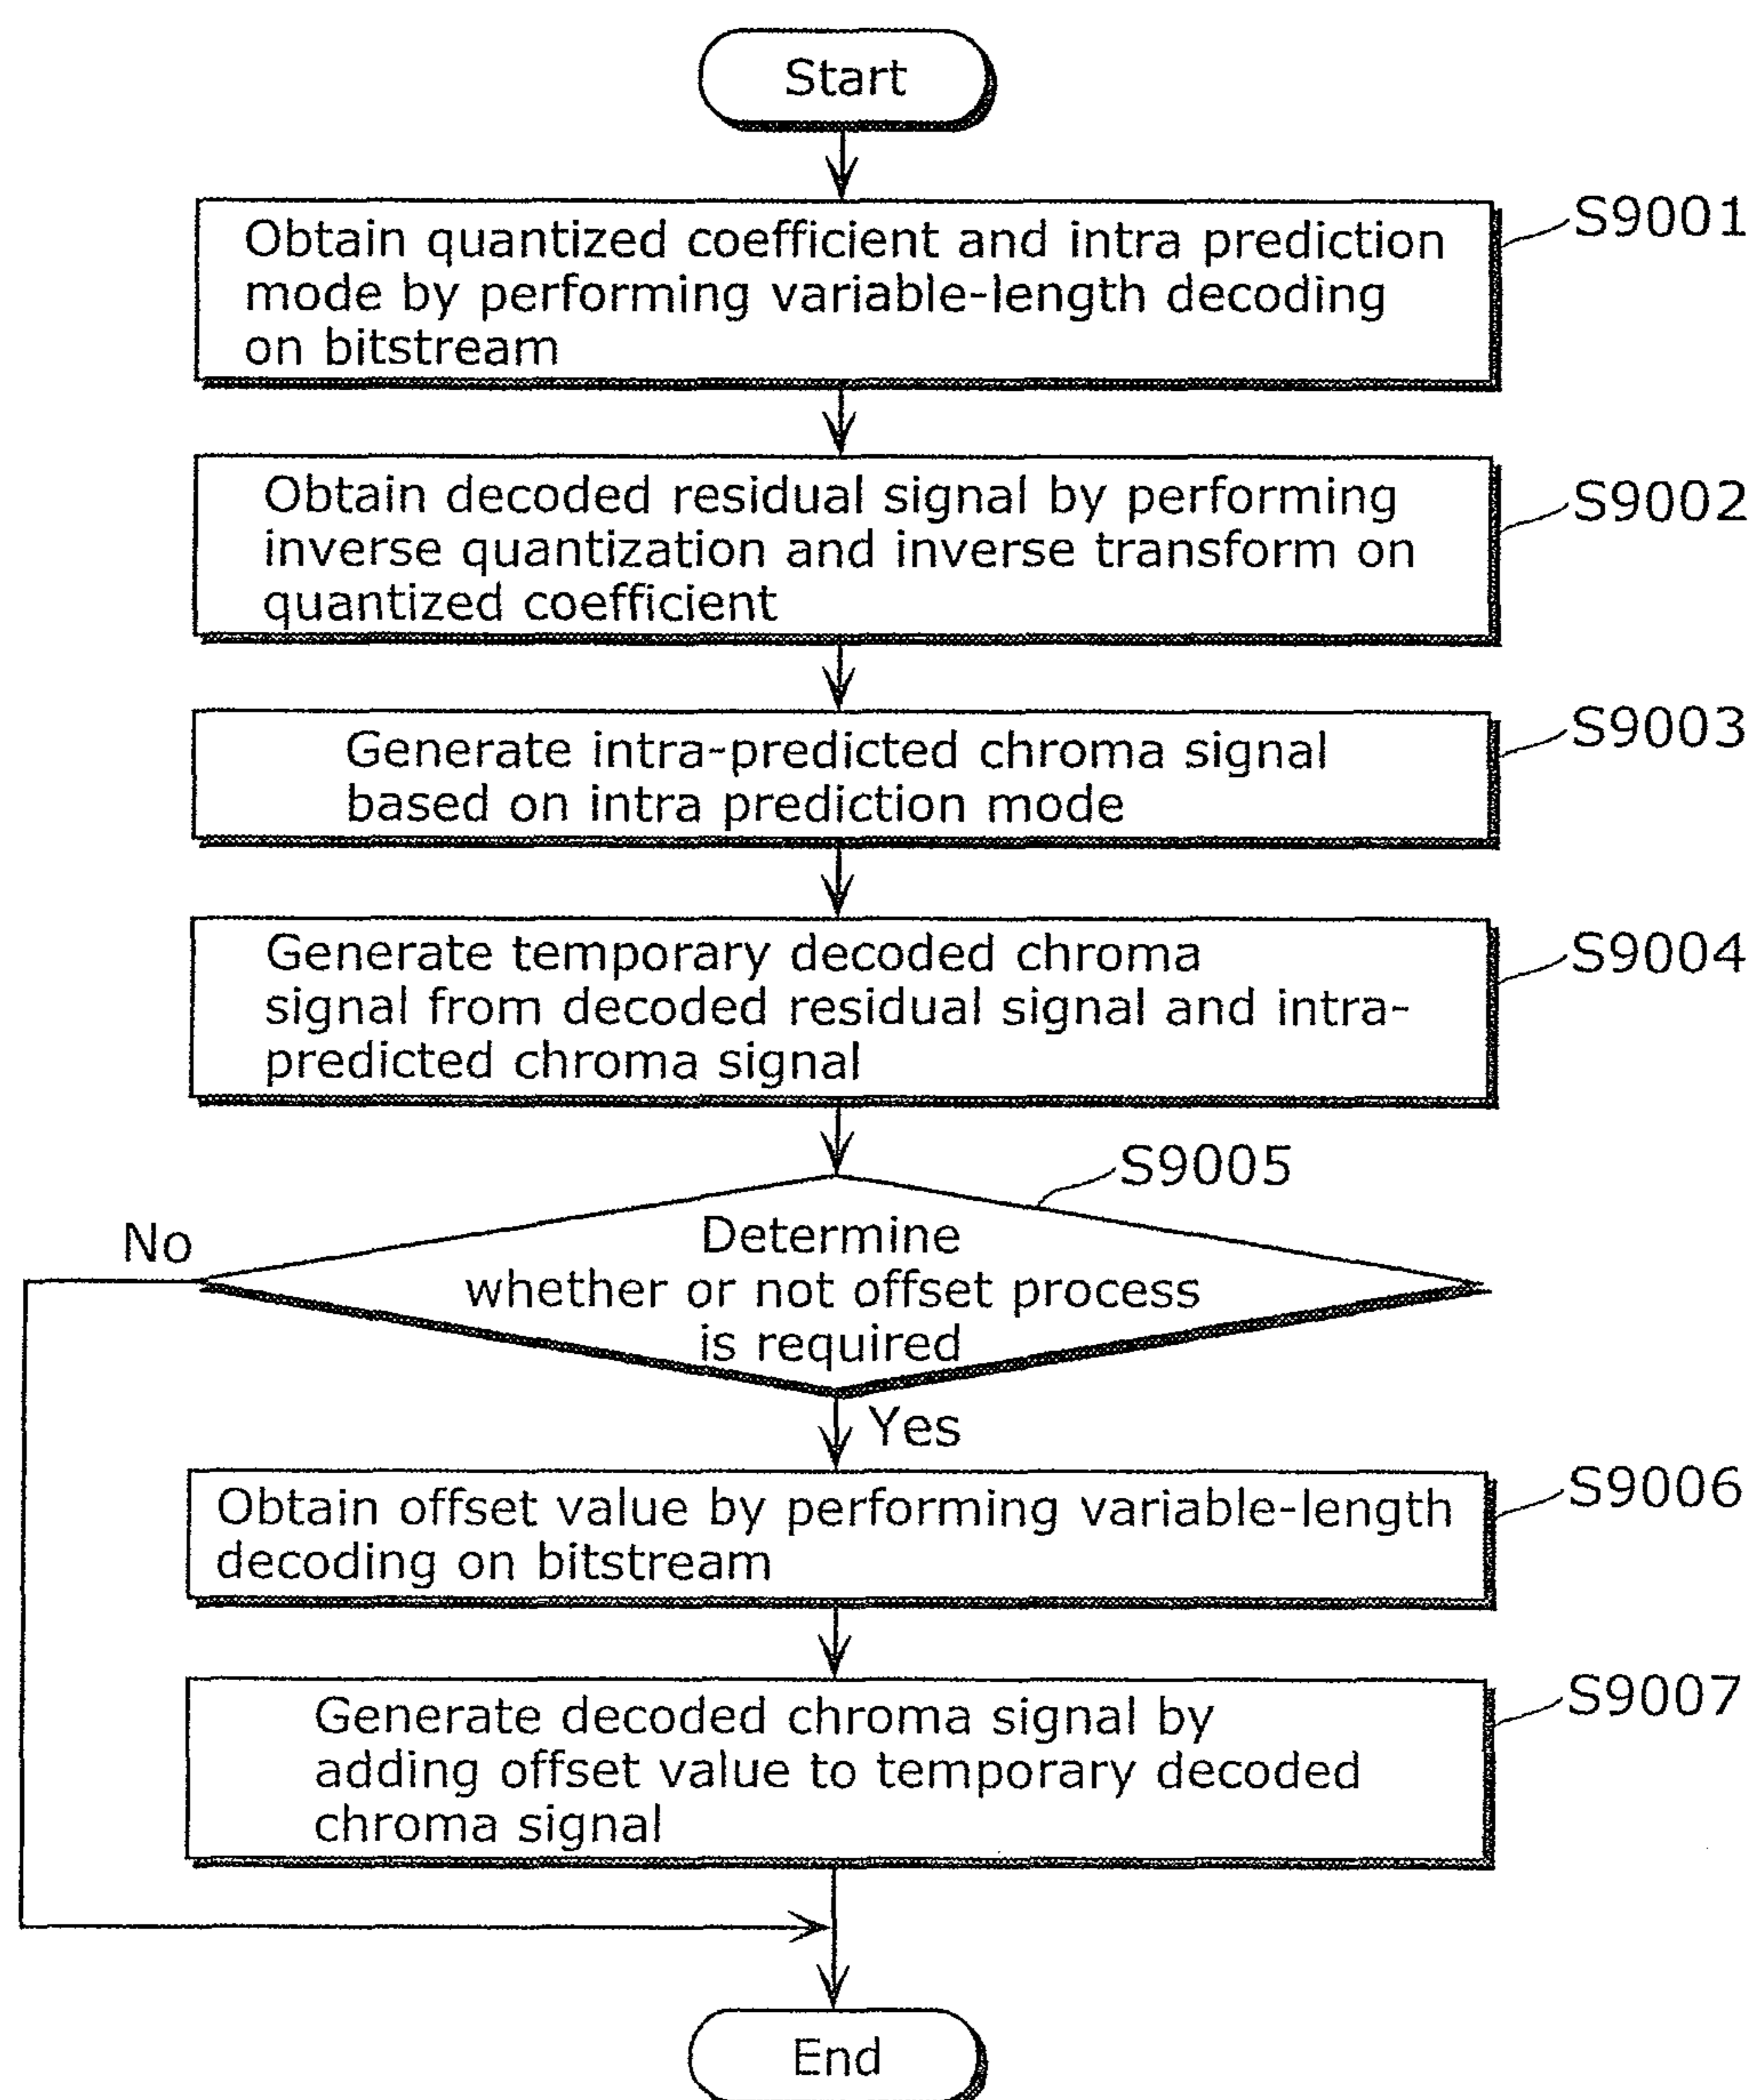 Start
S9001
Obtain quantized coefficient and intra prediction
mode by performing variable-length decoding
on bitstream
S9002
Obtain decoded residual signal by performing
inverse quantization and inverse transform on
quantized coefficient
S9003
Generate intra-predicted chroma signal
based on intra prediction mode
S9004
Generate temporary decoded chroma
signal from decoded residual signal and intra-
predicted chroma signal
S9005
No
Determine
whether or not offset process
is required
Yes
S9006
Obtain offset value by performing variable-length
decoding on bitstream
S9007
Generate decoded chroma signal by
adding offset value to temporary decoded
chroma signal
End